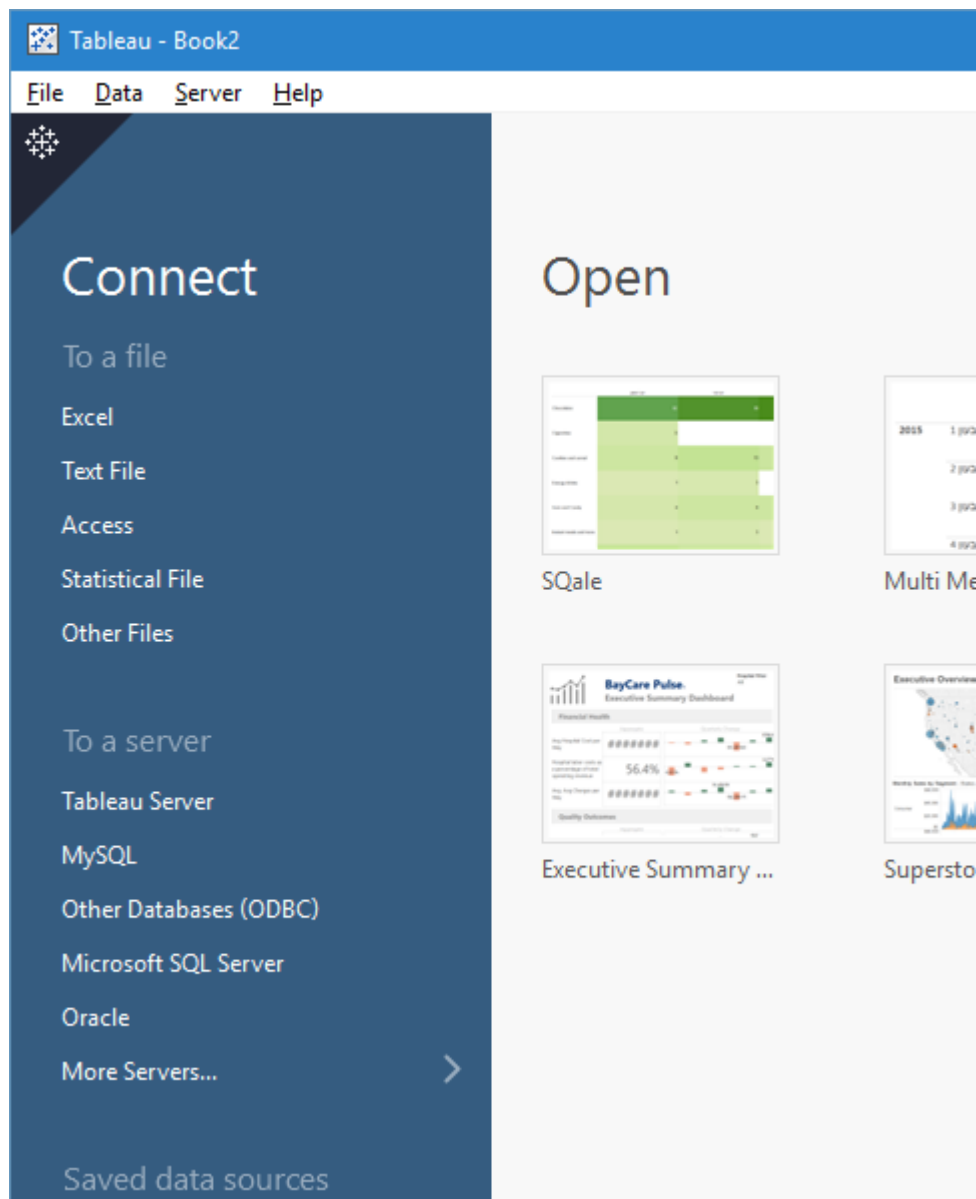 Tableau - Book2
File Data Server Help
Connect
To a file
Excel
Text File
Access
Statistical File
Other Files
To a server
Tableau Server
MySQL
Other Databases (ODBC)
Microsoft SQL Server
Oracle
More Servers...
Saved data sources
Open
SQale
2015
Multi Me
BayCare Pulse.
Executive Summary Dashboard
Financial Health
#######
56.4%
#######
Quality Outcomes
Executive Summary ...
Executive Overview
Supersto